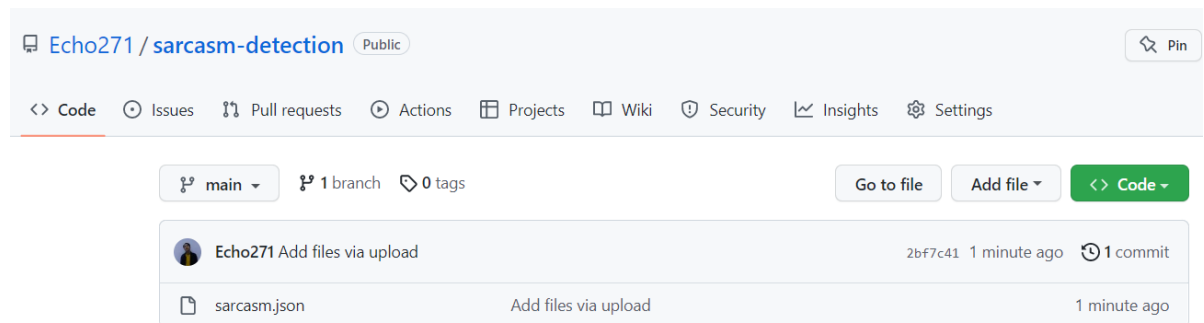 Echo271 / sarcasm-detection Public Pin
Code Issues Pull requests Actions Projects Wiki Security Insights Settings
main 1 branch 0 tags Go to file Add file Code
Echo271 Add files via upload 2bf7c41 1 minute ago 1 commit
sarcasm.json Add files via upload 1 minute ago